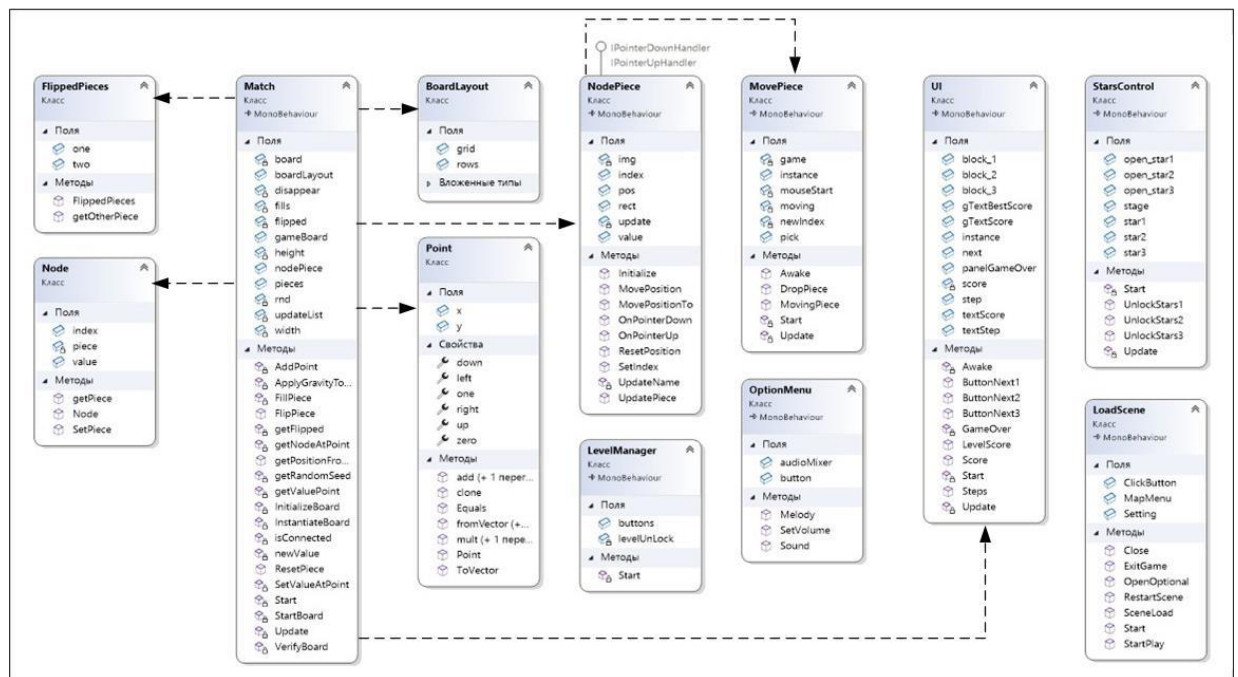 IPointerDownHandler
IPointerUpHandler
FlippedPieces
Класс
Поля
one
two
Методы
FlippedPieces
getOtherPiece
Node
Класс
Поля
index
piece
value
Методы
getPiece
Node
SetPiece
Match
Класс
MonoBehaviour
Поля
board
boardLayout
disappear
fills
flipped
gameBoard
height
nodePiece
pieces
rnd
updateList
width
Методы
AddPoint
ApplyGravityTo...
FillPiece
FlipPiece
getFlipped
getNodeAtPoint
getPositionFro...
getRandomSeed
getValuePoint
InitializeBoard
InstantiateBoard
isConnected
newValue
ResetPiece
SetValueAtPoint
Start
StartBoard
Update
VerifyBoard
BoardLayout
Класс
MonoBehaviour
Поля
grid
rows
Вложенные типы
Point
Класс
Поля
x
y
Свойства
down
left
one
right
up
zero
Методы
add (+ 1 перег...
clone
Equals
fromVector (+...
mult (+ 1 пере...
Point
ToVector
NodePiece
Класс
MonoBehaviour
Поля
img
index
pos
rect
update
value
Методы
Initialize
MovePosition
MovePositionTo
OnPointerDown
OnPointerUp
ResetPosition
SetIndex
UpdateName
UpdatePiece
LevelManager
Класс
MonoBehaviour
Поля
buttons
levelUnLock
Методы
Start
MovePiece
Класс
MonoBehaviour
Поля
game
instance
mouseStart
moving
newIndex
pick
Методы
Awake
DropPiece
MovingPiece
Start
Update
OptionMenu
Класс
MonoBehaviour
Поля
audioMixer
button
Методы
Melody
SetVolume
Sound
UI
Класс
MonoBehaviour
Поля
block_1
block_2
block_3
gTextBestScore
gTextScore
instance
next
panelGameOver
score
step
textScore
textStep
Методы
Awake
ButtonNext1
ButtonNext2
ButtonNext3
GameOver
LevelScore
Score
Start
Steps
Update
StarsControl
Класс
MonoBehaviour
Поля
open_star1
open_star2
open_star3
stage
star1
star2
star3
Методы
Start
UnlockStars1
UnlockStars2
UnlockStars3
Update
LoadScene
Класс
MonoBehaviour
Поля
ClickButton
MapMenu
Setting
Методы
Close
ExitGame
OpenOptional
RestartScene
SceneLoad
Start
StartPlay